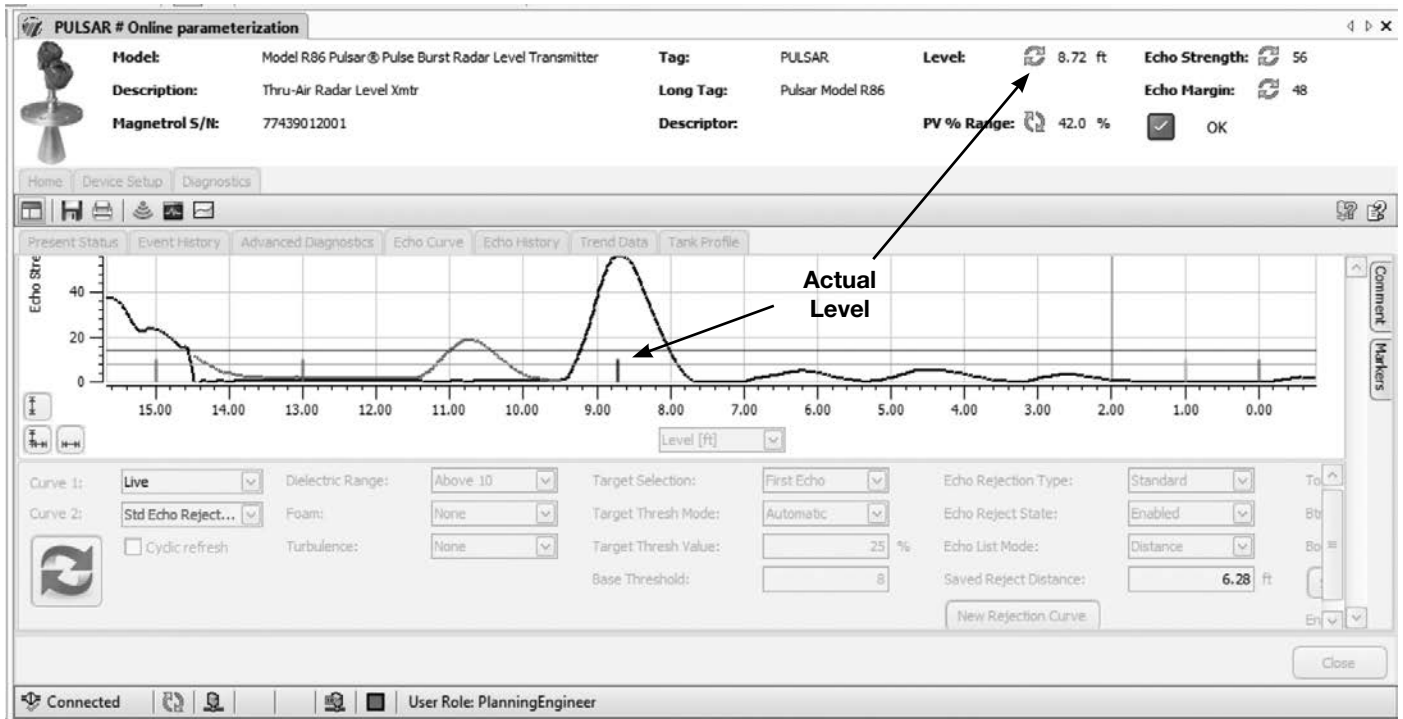 PULSAR # Online parameterization
Model: Model R86 Pulsar® Pulse Burst Radar Level Transmitter Tag: PULSAR Level: 8.72 ft Echo Strength: 56
Description: Thru-Air Radar Level Xmtr Long Tag: Pulsar Model R86 Echo Margin: 48
Magnetrol S/N: 77439012001 Descriptor: PV % Range: 42.0 % OK
Home Device Setup Diagnostics
Present Status Event History Advanced Diagnostics Echo Curve Echo History Trend Data Tank Profile
Echo Stre
40
20
0
Actual
Level
15.00 14.00 13.00 12.00 11.00 10.00 9.00 8.00 7.00 6.00 5.00 4.00 3.00 2.00 1.00 0.00
Level [ft]
Comment
Markers
Curve 1: Live Dielectric Range: Above 10 Target Selection: First Echo Echo Rejection Type: Standard To
Curve 2: Std Echo Reject... Foam: None Target Thresh Mode: Automatic Echo Reject State: Enabled Bt
Cyclic refresh Turbulence: None Target Thresh Value: 25 % Echo List Mode: Distance Bo
Base Threshold: 8 Saved Reject Distance: 6.28 ft
New Rejection Curve
En
Close
Connected User Role: PlanningEngineer